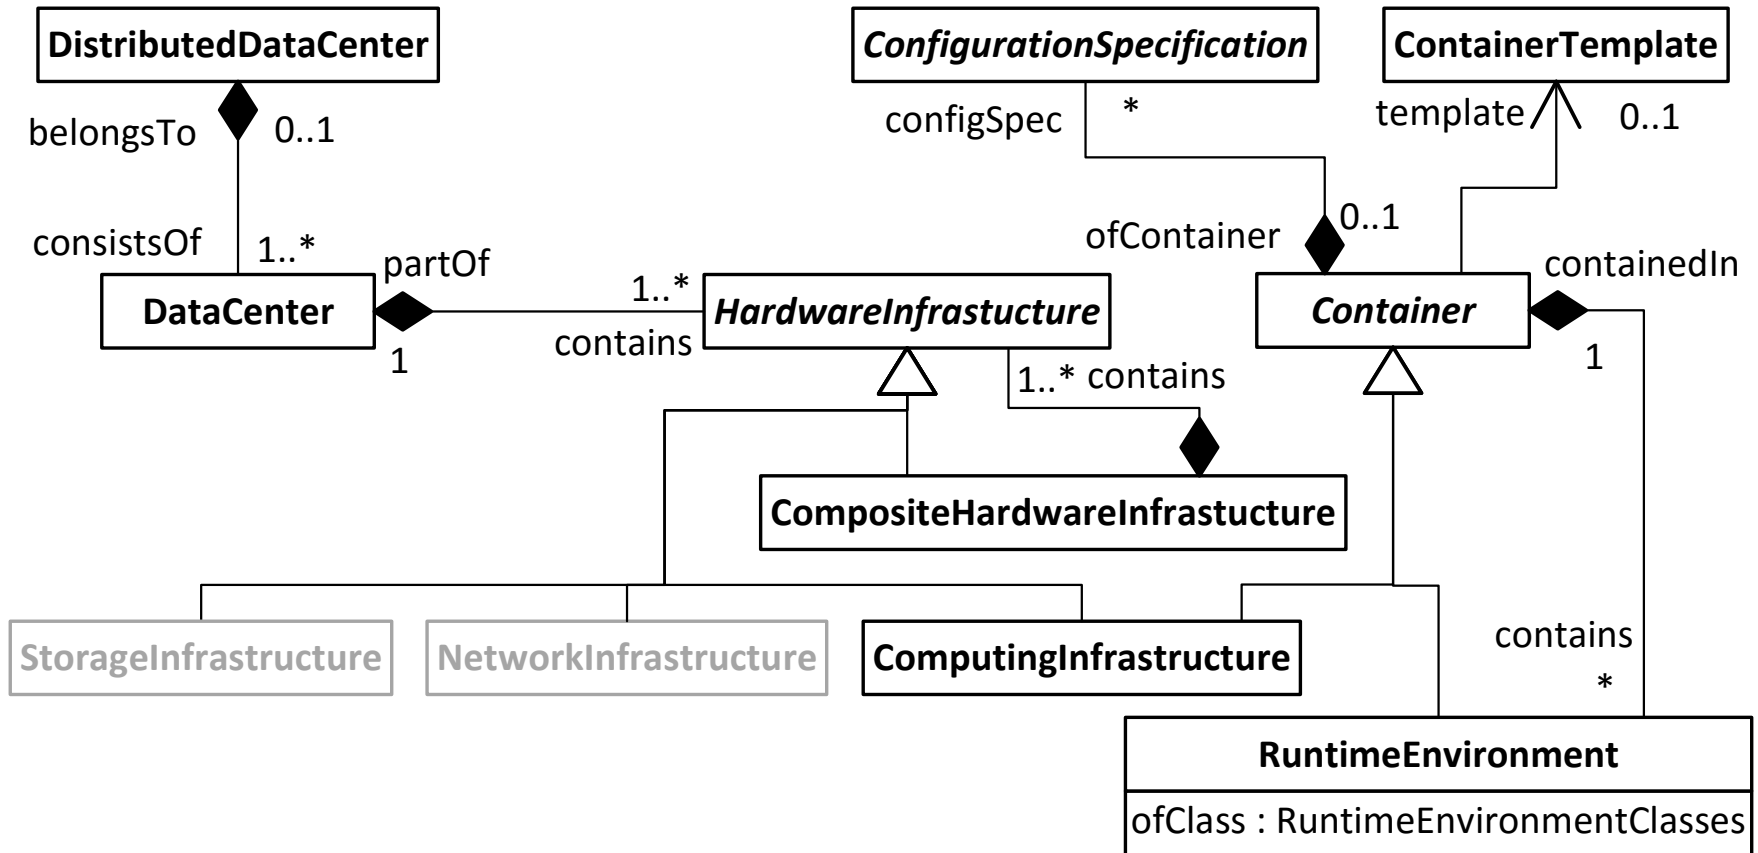 DistributedDataCenter
ConfigurationSpecification
ContainerTemplate
belongsTo
0..1
configSpec
*
template
0..1
consistsOf
1..*
partOf
1..*
ofContainer
0..1
containedIn
DataCenter
HardwareInfrastucture
Container
1
contains
1..* contains
1
CompositeHardwareInfrastucture
StorageInfrastructure
NetworkInfrastructure
ComputingInfrastructure
contains
*
RuntimeEnvironment
ofClass : RuntimeEnvironmentClasses